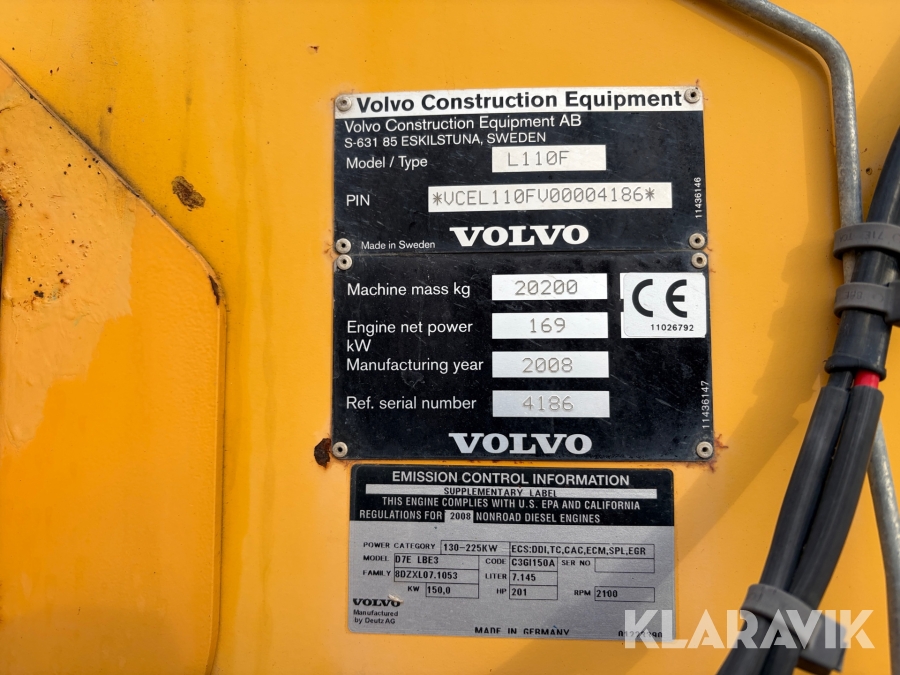 Volvo Construction Equipment
Volvo Construction Equipment AB
S-631 85 ESKILSTUNA, SWEDEN
Model / Type L110F
PIN *VCEL110FV00004186*
11436146
Made in Sweden VOLVO
Machine mass kg 20200
CE
11026792
Engine net power kW 169
Manufacturing year 2008
Ref. serial number 4186
11436147
VOLVO
EMISSION CONTROL INFORMATION
SUPPLEMENTARY LABEL
THIS ENGINE COMPLIES WITH U.S. EPA AND CALIFORNIA
REGULATIONS FOR 2008 NONROAD DIESEL ENGINES
POWER CATEGORY 130-225KW ECS:DDI,TC,CAC,ECM,SPL,EGR
MODEL D7E LBE3 CODE C3GI150A SER NO
FAMILY 8DZXL07.1053 LITER 7.145
KW 150,0 HP 201 RPM 2100
VOLVO
Manufactured
by Deutz AG
MADE IN GERMANY
KLARAVIK